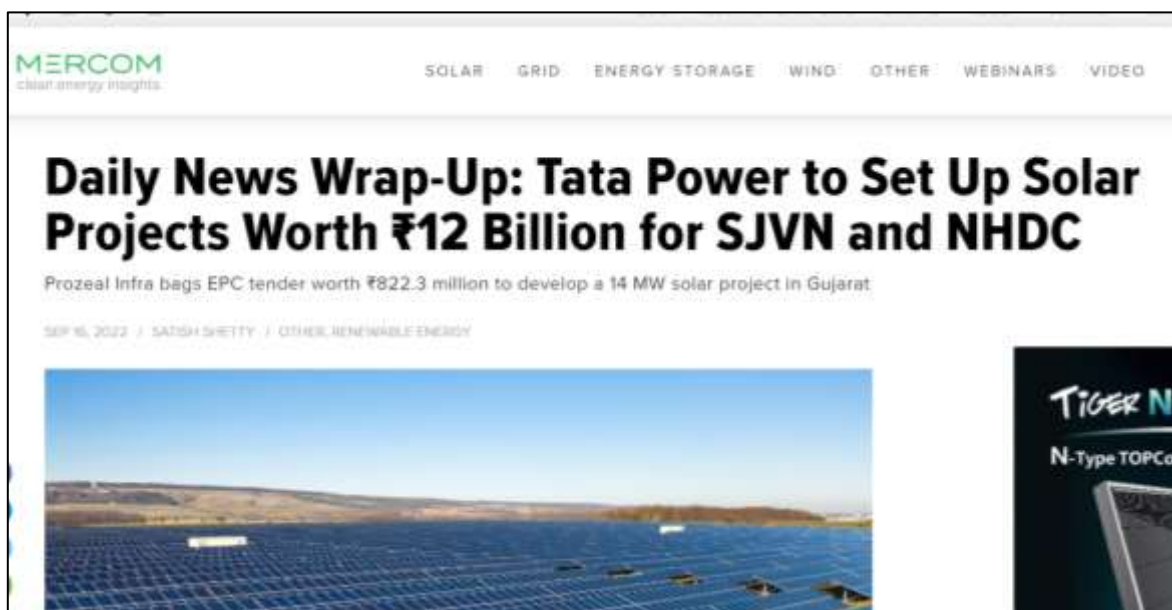 MERCOM
clean energy insights
SOLAR GRID ENERGY STORAGE WIND OTHER WEBINARS VIDEO
Daily News Wrap-Up: Tata Power to Set Up Solar
Projects Worth ₹12 Billion for SJVN and NHDC
Prozeal Infra bags EPC tender worth ₹822.3 million to develop a 14 MW solar project in Gujarat
SEP 16, 2022 / SATISH SHETTY / OTHER, RENEWABLE ENERGY
TIGER N
N-Type TOPCo